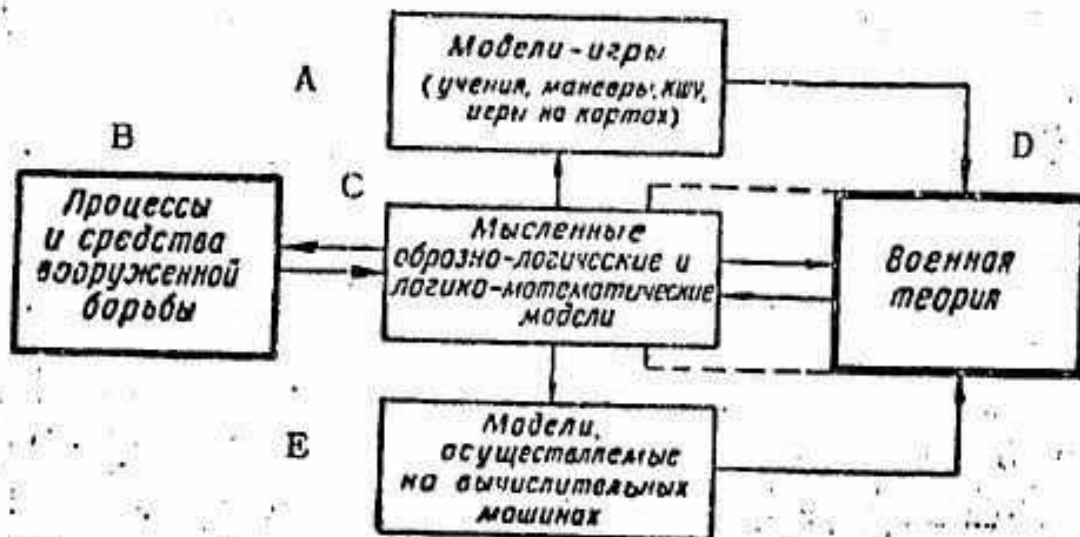 A
Модели-игры
(учения, маневры, КШУ,
игры на картах)
B
Процессы
и средства
вооруженной
борьбы
C
Мысленные
образно-логические и
логико-математические
модели
D
Военная
теория
E
Модели,
осуществляемые
на вычислительных
машинах